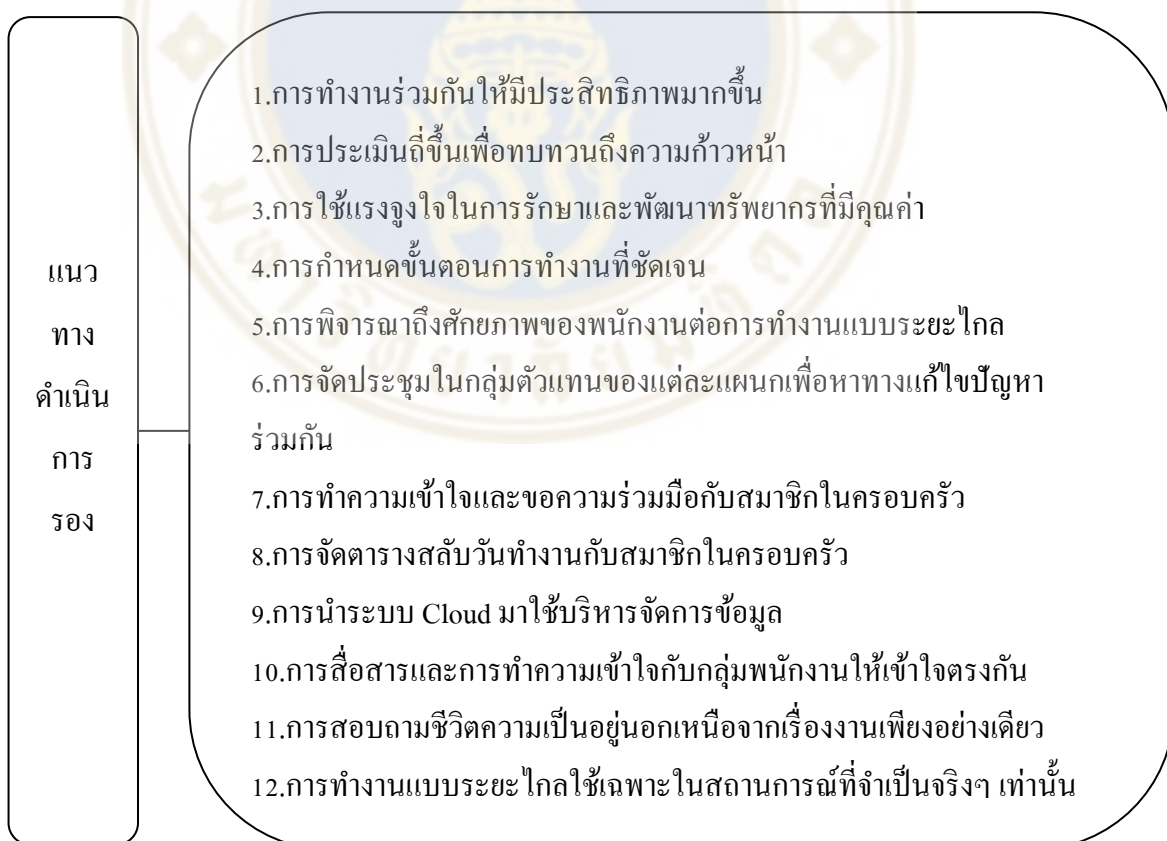 แนว
ทาง
ดำเนิน
การ
รอง
1.การทำงานร่วมกันให้มีประสิทธิภาพมากขึ้น
2.การประเมินถี่ขึ้นเพื่อทบทวนถึงความก้าวหน้า
3.การใช้แรงจูงใจในการรักษาและพัฒนาทรัพยากรที่มีคุณค่า
4.การกำหนดขั้นตอนการทำงานที่ชัดเจน
5.การพิจารณาถึงศักยภาพของพนักงานต่อการทำงานแบบระยะไกล
6.การจัดประชุมในกลุ่มตัวแทนของแต่ละแผนกเพื่อหาทางแก้ไขปัญหา
ร่วมกัน
7.การทำความเข้าใจและขอความร่วมมือกับสมาชิกในครอบครัว
8.การจัดตารางสลับวันทำงานกับสมาชิกในครอบครัว
9.การนำระบบ Cloud มาใช้บริหารจัดการข้อมูล
10.การสื่อสารและการทำความเข้าใจกับกลุ่มพนักงานให้เข้าใจตรงกัน
11.การสอบถามชีวิตความเป็นอยู่นอกเหนือจากเรื่องงานเพียงอย่างเดียว
12.การทำงานแบบระยะไกลใช้เฉพาะในสถานการณ์ที่จำเป็นจริงๆ เท่านั้น